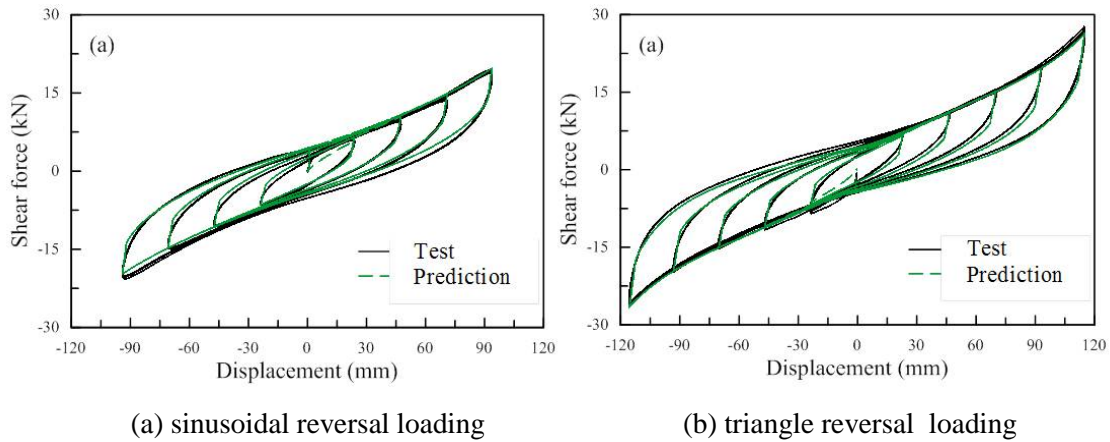 (a)
Shear force (kN)
30
15
0
-15
-30
Test
Prediction
-120 -90 -60 -30 0 30 60 90 120
Displacement (mm)
(a) sinusoidal reversal loading
(a)
Shear force (kN)
30
15
0
-15
-30
Test
Prediction
-120 -90 -60 -30 0 30 60 90 120
Displacement (mm)
(b) triangle reversal loading